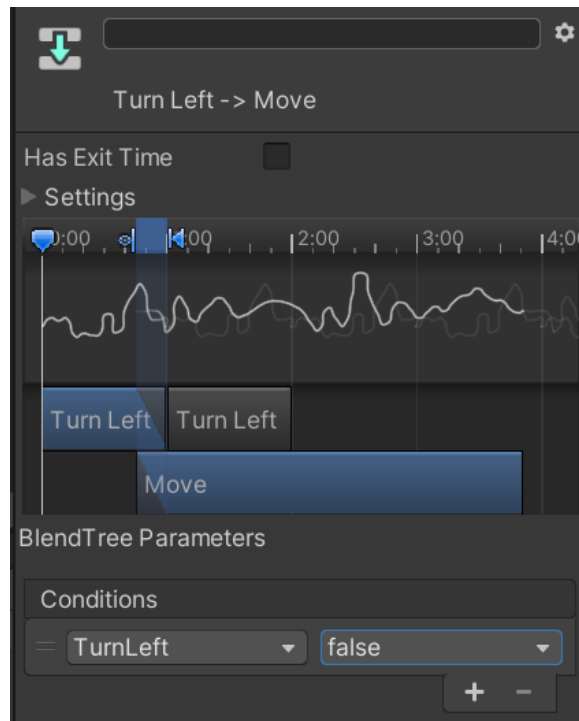 Turn Left -> Move
Has Exit Time
Settings
0:00 1:00 2:00 3:00 4:00
Turn Left Turn Left
Move
BlendTree Parameters
Conditions
TurnLeft false